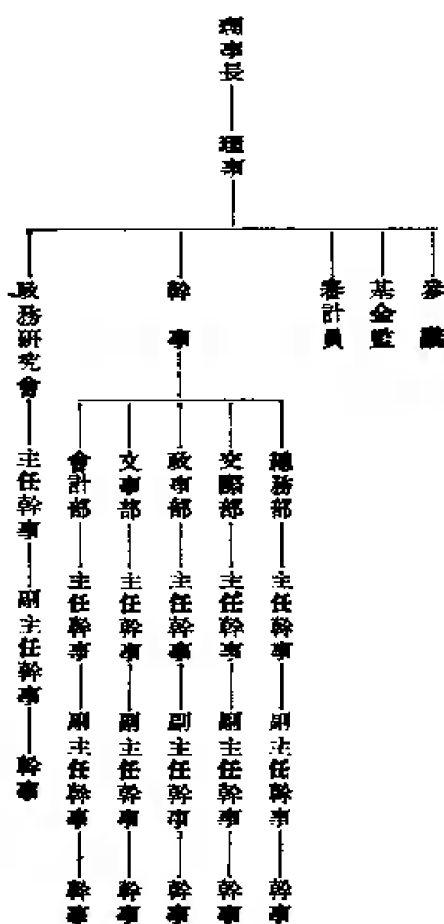 理事長
理事
參議
基金監
審計員
幹事
總務部
主任幹事
副主任幹事
幹事
交際部
主任幹事
副主任幹事
幹事
政事部
主任幹事
副主任幹事
幹事
文事部
主任幹事
副主任幹事
幹事
會計部
主任幹事
副主任幹事
幹事
政務研究會
主任幹事
副主任幹事
幹事